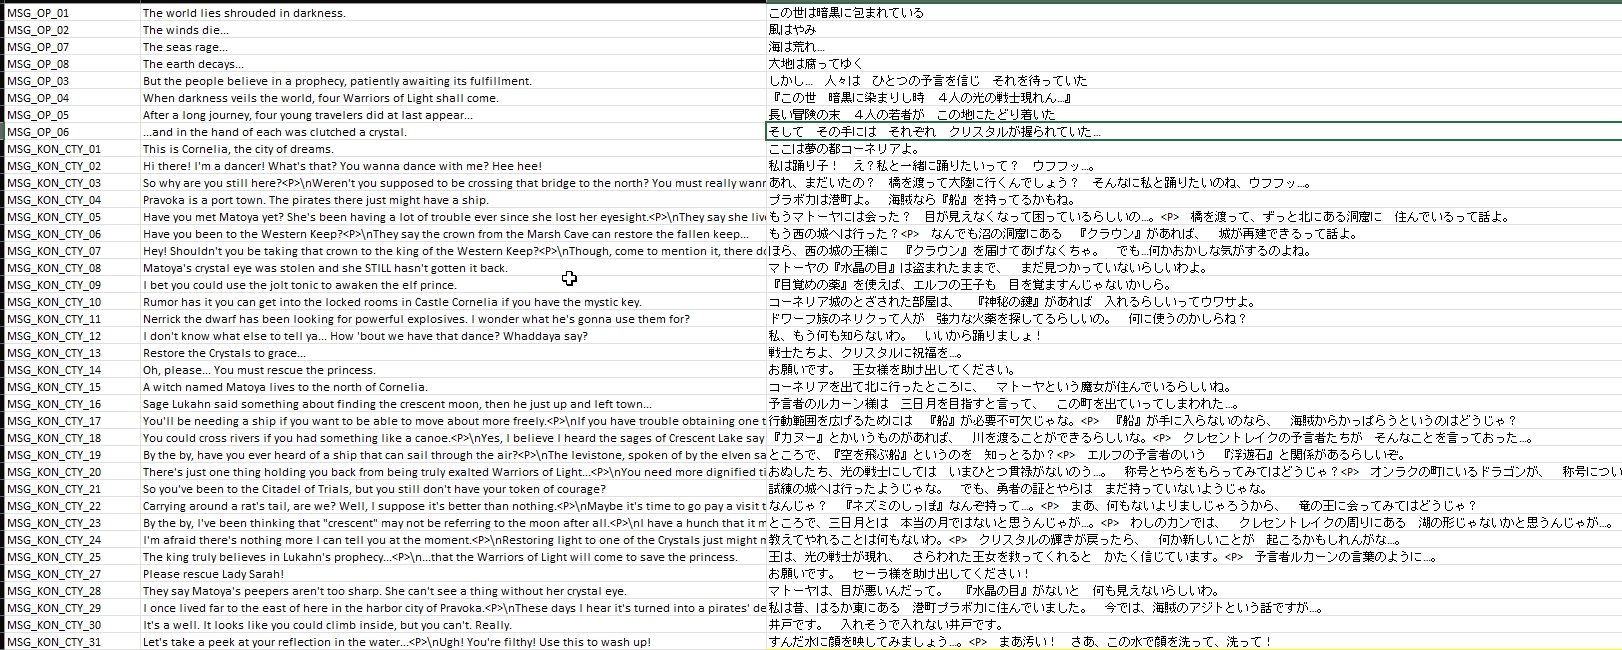 MSG_OP_01 The world lies shrouded in darkness. この世は暗黒に包まれている
MSG_OP_02 The winds die... 風はやみ
MSG_OP_07 The seas rage... 海は荒れ…
MSG_OP_08 The earth decays... 大地は腐ってゆく
MSG_OP_03 But the people believe in a prophecy, patiently awaiting its fulfillment. しかし… 人々は ひとつの予言を信じ それを待っていた
MSG_OP_04 When darkness veils the world, four Warriors of Light shall come. 『この世 暗黒に染まりし時 4人の光の戦士現れん…』
MSG_OP_05 After a long journey, four young travelers did at last appear... 長い冒険の末 4人の若者が この地にたどり着いた
MSG_OP_06 ...and in the hand of each was clutched a crystal. そして その手には それぞれ クリスタルが握られていた…
MSG_KON_CTY_01 This is Cornelia, the city of dreams. ここは夢の都コーネリアよ。
MSG_KON_CTY_02 Hi there! I'm a dancer! What's that? You wanna dance with me? Hee hee! 私は踊り子! え?私と一緒に踊りたいって? ウフフッ…。
MSG_KON_CTY_03 So why are you still here?<P>\nWeren't you supposed to be crossing that bridge to the north? You must really wanr あれ、まだいたの? 橋を渡って大陸に行くんでしょう? そんなに私と踊りたいのね、ウフフッ…。
MSG_KON_CTY_04 Pravoka is a port town. The pirates there just might have a ship. プラボカは港町よ。 海賊なら『船』を持ってるかもね。
MSG_KON_CTY_05 Have you met Matoya yet? She's been having a lot of trouble ever since she lost her eyesight.<P>\nThey say she live もうマトーヤには会った? 目が見えなくなって困っているらしいの…。<P> 橋を渡って、ずっと北にある洞窟に 住んでいるって話よ。
MSG_KON_CTY_06 Have you been to the Western Keep?<P>\nThey say the crown from the Marsh Cave can restore the fallen keep... もう西の城へは行った?<P> なんでも沼の洞窟にある 『クラウン』があれば、 城が再建できるって話よ。
MSG_KON_CTY_07 Hey! Shouldn't you be taking that crown to the king of the Western Keep?<P>\nThough, come to mention it, there do ほら、西の城の王様に 『クラウン』を届けてあげなくちゃ。 でも…何かおかしな気がするのよね。
MSG_KON_CTY_08 Matoya's crystal eye was stolen and she STILL hasn't gotten it back. マトーヤの『水晶の目』は盗まれたままで、 まだ見つかっていないらしいわよ。
MSG_KON_CTY_09 I bet you could use the jolt tonic to awaken the elf prince. 『目覚めの薬』を使えば、エルフの王子も 目を覚ますんじゃないかしら。
MSG_KON_CTY_10 Rumor has it you can get into the locked rooms in Castle Cornelia if you have the mystic key. コーネリア城のとざされた部屋は、 『神秘の鍵』があれば 入れるらしいってウワサよ。
MSG_KON_CTY_11 Nerrick the dwarf has been looking for powerful explosives. I wonder what he's gonna use them for? ドワーフ族のネリクって人が 強力な火薬を探してるらしいの。 何に使うのかしらね?
MSG_KON_CTY_12 I don't know what else to tell ya... How 'bout we have that dance? Whaddaya say? 私、もう何も知らないわ。 いいから踊りましょ!
MSG_KON_CTY_13 Restore the Crystals to grace... 戦士たちよ、クリスタルに祝福を…。
MSG_KON_CTY_14 Oh, please... You must rescue the princess. お願いです。 王女様を助け出してください。
MSG_KON_CTY_15 A witch named Matoya lives to the north of Cornelia. コーネリアを出て北に行ったところに、 マトーヤという魔女が住んでいるらしいね。
MSG_KON_CTY_16 Sage Lukahn said something about finding the crescent moon, then he just up and left town... 予言者のルカーン様は 三日月を目指すと言って、 この町を出ていってしまわれた…。
MSG_KON_CTY_17 You'll be needing a ship if you want to be able to move about more freely.<P>\nIf you have trouble obtaining one t 行動範囲を広げるためには 『船』が必要不可欠じゃな。<P> 『船』が手に入らないのなら、 海賊からかっぱらうというのはどうじゃ?
MSG_KON_CTY_18 You could cross rivers if you had something like a canoe.<P>\nYes, I believe I heard the sages of Crescent Lake say 『カヌー』とかいうものがあれば、 川を渡ることができるらしいな。<P> クレセントレイクの予言者たちが そんなことを言っておった…。
MSG_KON_CTY_19 By the by, have you ever heard of a ship that can sail through the air?<P>\nThe levistone, spoken of by the elven sa ところで、『空を飛ぶ船』というのを 知っとるか?<P> エルフの予言者のいう 『浮遊石』と関係があるらしいぞ。
MSG_KON_CTY_20 There's just one thing holding you back from being truly exalted Warriors of Light...<P>\nYou need more dignified ti おぬしたち、光の戦士にしては いまひとつ貫禄がないのう…。 称号とやらをもらってみてはどうじゃ?<P> オンラクの町にいるドラゴンが、 称号につい
MSG_KON_CTY_21 So you've been to the Citadel of Trials, but you still don't have your token of courage? 試練の城へは行ったようじゃな。 でも、勇者の証とやらは まだ持っていないようじゃな。
MSG_KON_CTY_22 Carrying around a rat's tail, are we? Well, I suppose it's better than nothing.<P>\nMaybe it's time to go pay a visit t なんじゃ? 『ネズミのしっぽ』なんぞ持ってからに。<P> まあ、何もないよりましじゃろうから、 竜の王に会ってみてはどうじゃ?
MSG_KON_CTY_23 By the by, I've been thinking that "crescent" may not be referring to the moon after all.<P>\nI have a hunch that it m ところで、三日月とは 本当の月ではないと思うんじゃが…。<P> わしのカンでは、 クレセントレイクの周りにある 湖の形じゃないかと思うんじゃが…。
MSG_KON_CTY_24 I'm afraid there's nothing more I can tell you at the moment.<P>\nRestoring light to one of the Crystals just might n 教えてやれることは何もないわ。<P> クリスタルの輝きが戻ったら、 何か新しいことが 起こるかもしれんがな…。
MSG_KON_CTY_25 The king truly believes in Lukahn's prophecy...<P>\n...that the Warriors of Light will come to save the princess. 王は、光の戦士が現れ、 さらわれた王女を救ってくれると かたく信じています。<P> 予言者ルカーンの言葉のように…。
MSG_KON_CTY_27 Please rescue Lady Sarah! お願いです。 セーラ様を助け出してください!
MSG_KON_CTY_28 They say Matoya's peepers aren't too sharp. She can't see a thing without her crystal eye. マトーヤは、目が悪いんだって。 『水晶の目』がないと 何も見えないらしいわ。
MSG_KON_CTY_29 I once lived far to the east of here in the harbor city of Pravoka.<P>\nThese days I hear it's turned into a pirates' de 私は昔、はるか東にある 港町プラボカに住んでいました。 今では、海賊のアジトという話ですが…。
MSG_KON_CTY_30 It's a well. It looks like you could climb inside, but you can't. Really. 井戸です。 入れそうで入れない井戸です。
MSG_KON_CTY_31 Let's take a peek at your reflection in the water...<P>\nUgh! You're filthy! Use this to wash up! すんだ水に顔を映してみましょう…。<P> まあ汚い! さあ、この水で顔を洗って、洗って!